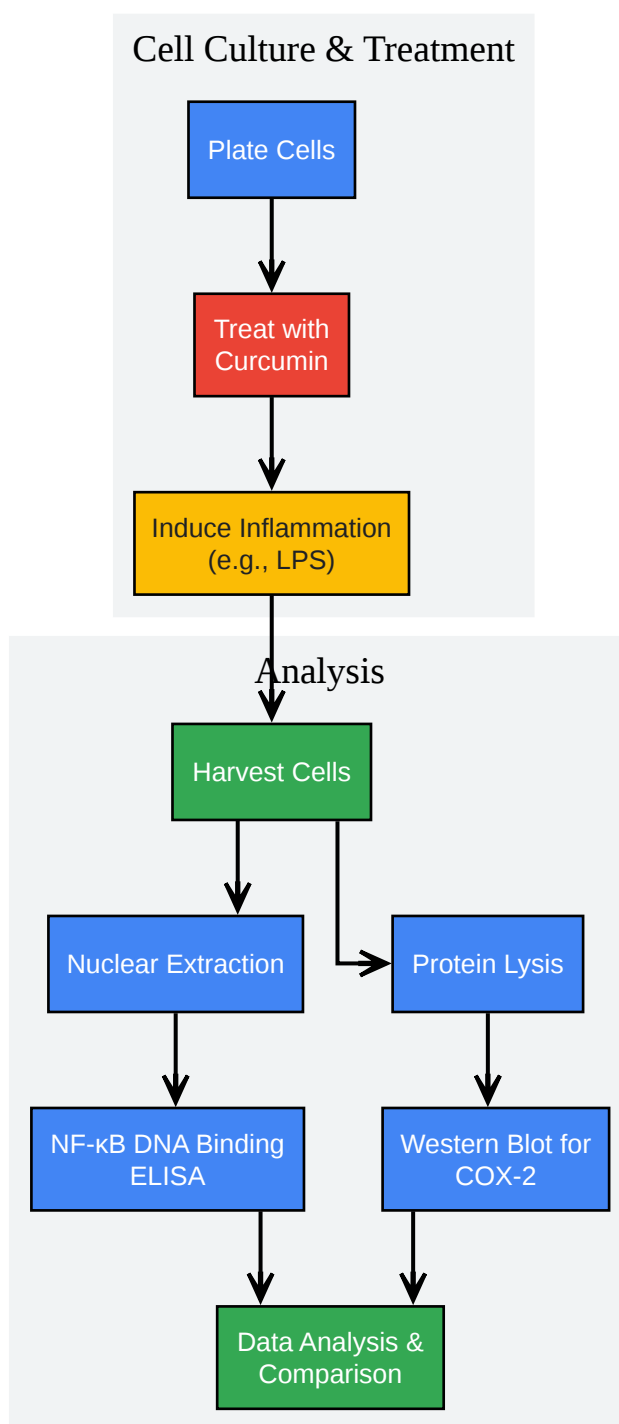 Cell Culture & Treatment
Plate Cells
Treat with
Curcumin
Induce Inflammation
(e.g., LPS)
Analysis
Harvest Cells
Nuclear Extraction
Protein Lysis
NF-κB DNA Binding
ELISA
Western Blot for
COX-2
Data Analysis &
Comparison